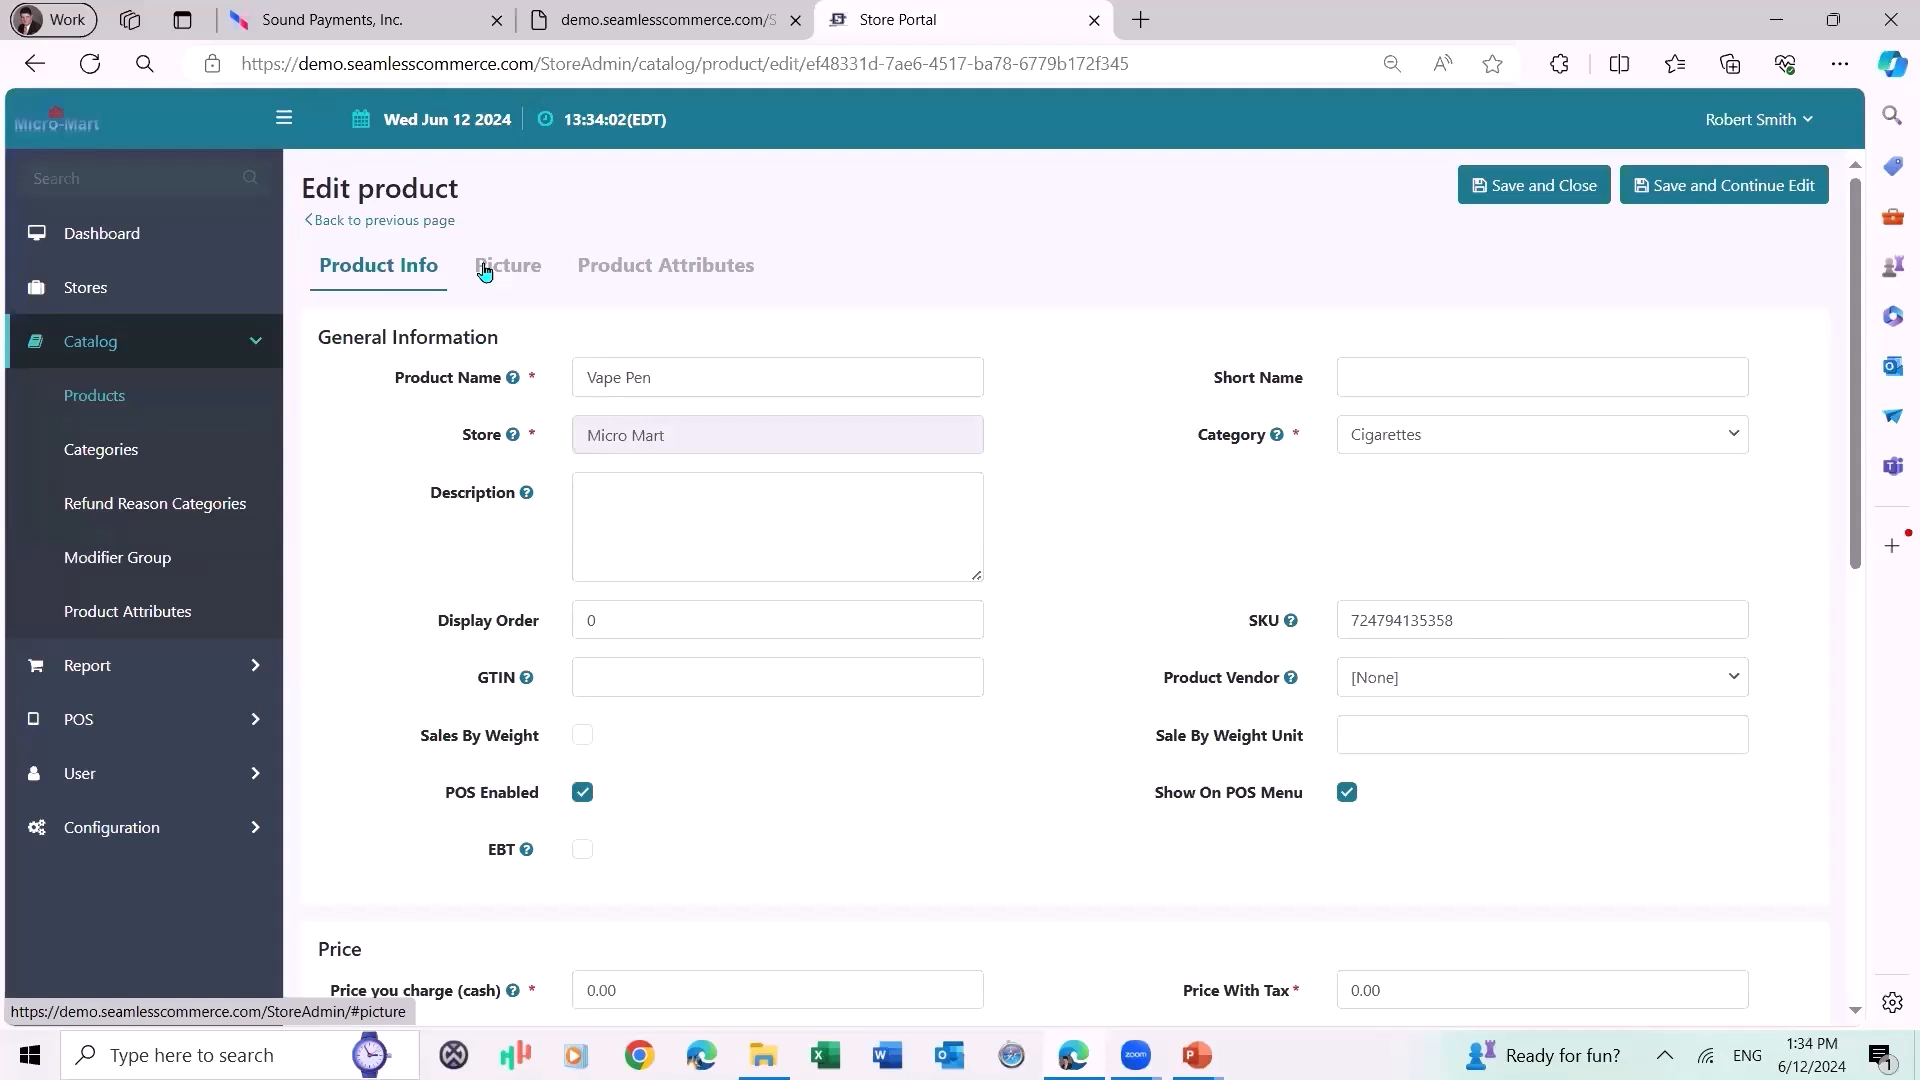 Work
Sound Payments, Inc.
demo.seamlesscommerce.com/S
Store Portal
https://demo.seamlesscommerce.com/StoreAdmin/catalog/product/edit/ef48331d-7ae6-4517-ba78-6779b172f345
Micro-Mart
Wed Jun 12 2024
13:34:02(EDT)
Robert Smith
Search
Dashboard
Stores
Catalog
Products
Categories
Refund Reason Categories
Modifier Group
Product Attributes
Report
POS
User
Configuration
Edit product
Back to previous page
Save and Close
Save and Continue Edit
Product Info
Picture
Product Attributes
General Information
Product Name ? *
Vape Pen
Short Name
Store ? *
Micro Mart
Category ? *
Cigarettes
Description ?
Display Order
0
SKU ?
724794135358
GTIN ?
Product Vendor ?
[None]
Sales By Weight
Sale By Weight Unit
POS Enabled
Show On POS Menu
EBT ?
Price
Price you charge (cash) ? *
0.00
Price With Tax *
0.00
https://demo.seamlesscommerce.com/StoreAdmin/#picture
Type here to search
zoom
Ready for fun?
ENG
1:34 PM
6/12/2024
1